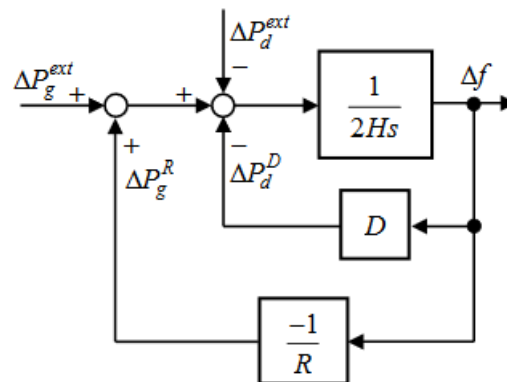 ΔP_d^{ext}
−
ΔP_g^{ext} + + 1/2Hs Δf
+ −
ΔP_g^R ΔP_d^D
D
+
-1/R